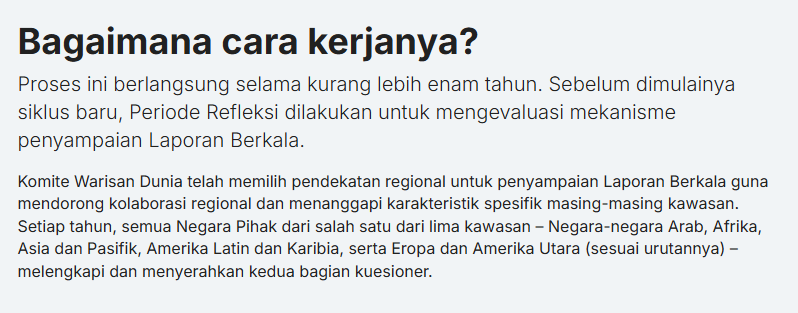 Bagaimana cara kerjanya?
Proses ini berlangsung selama kurang lebih enam tahun. Sebelum dimulainya
siklus baru, Periode Refleksi dilakukan untuk mengevaluasi mekanisme
penyampaian Laporan Berkala.
Komite Warisan Dunia telah memilih pendekatan regional untuk penyampaian Laporan Berkala guna
mendorong kolaborasi regional dan menanggapi karakteristik spesifik masing-masing kawasan.
Setiap tahun, semua Negara Pihak dari salah satu dari lima kawasan – Negara-negara Arab, Afrika,
Asia dan Pasifik, Amerika Latin dan Karibia, serta Eropa dan Amerika Utara (sesuai urutannya) –
melengkapi dan menyerahkan kedua bagian kuesioner.